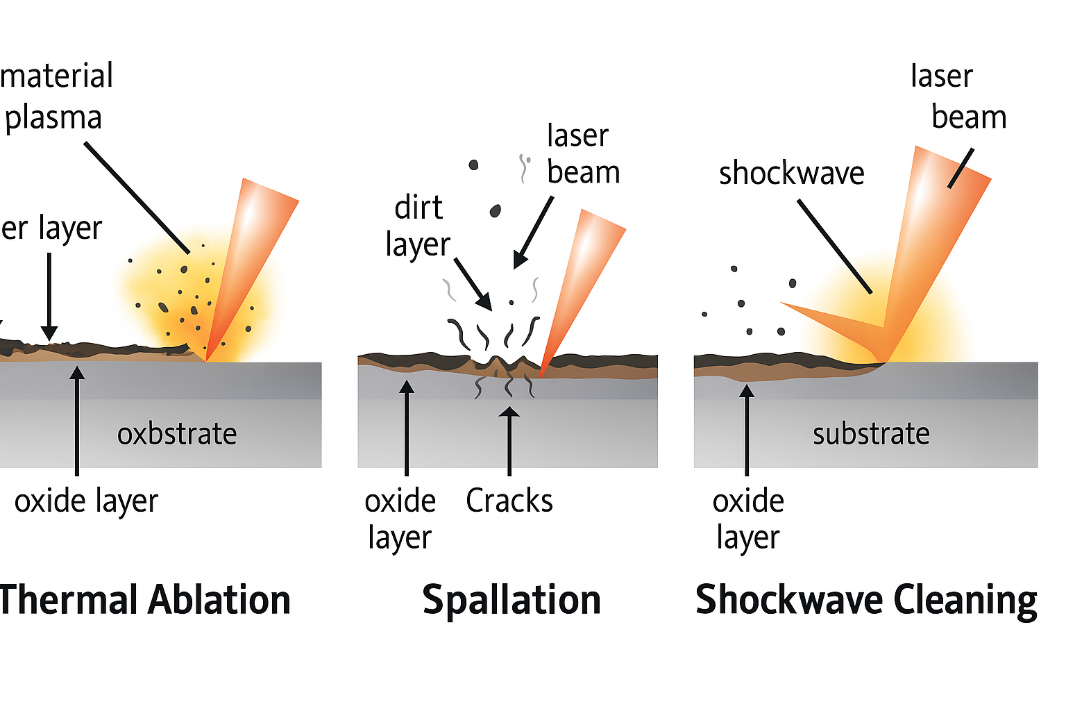 material
plasma
er layer
oxbstrate
oxide layer
Thermal Ablation
laser
beam
dirt
layer
oxide
layer
Cracks
Spallation
laser
beam
shockwave
substrate
oxide
layer
Shockwave Cleaning